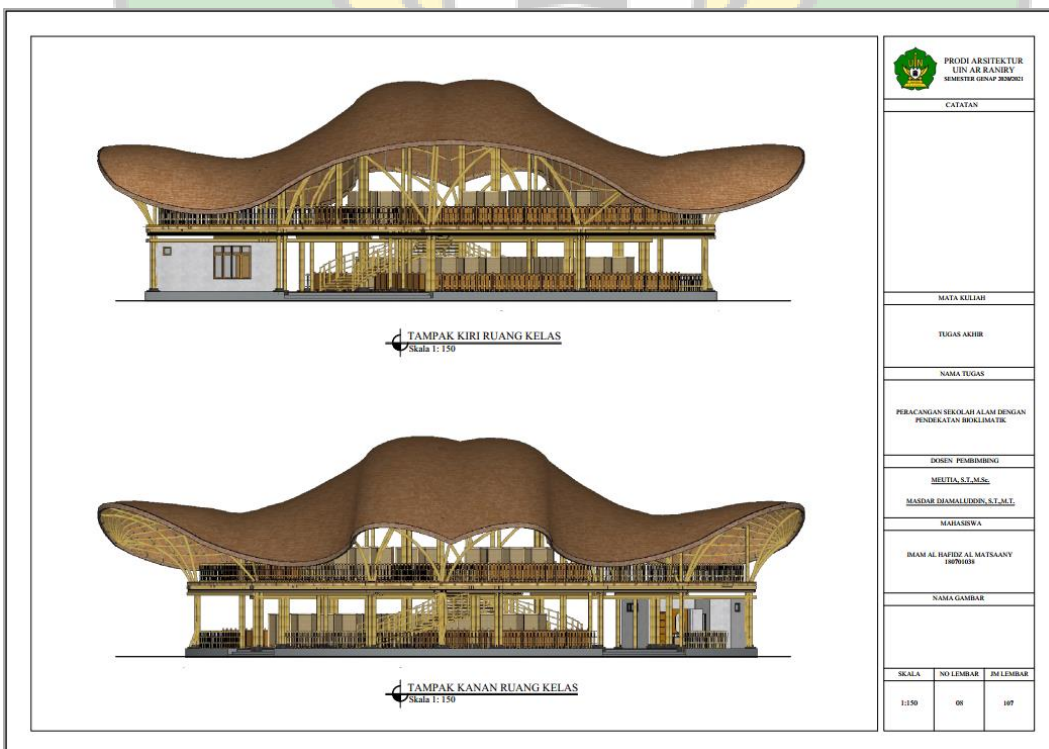 TAMPAK KIRI RUANG KELAS
Skala 1: 150
TAMPAK KANAN RUANG KELAS
Skala 1: 150
UIN
PRODI ARSITEKTUR
UIN AR RANIRY
SEMESTER GENAP 2020/2021
CATATAN
MATA KULIAH
TUGAS AKHIR
NAMA TUGAS
PERACANGAN SEKOLAH ALAM DENGAN
PENDEKATAN BIOKLIMATIK
DOSEN PEMBIMBING
MEUTIA, S.T.,M.Sc.
MASDAR DJAMALUDDIN, S.T.,M.T.
MAHASISWA
IMAM AL HAFIDZ AL MATSAANY
180701038
NAMA GAMBAR
SKALA
NO LEMBAR
JM LEMBAR
1:150
08
107